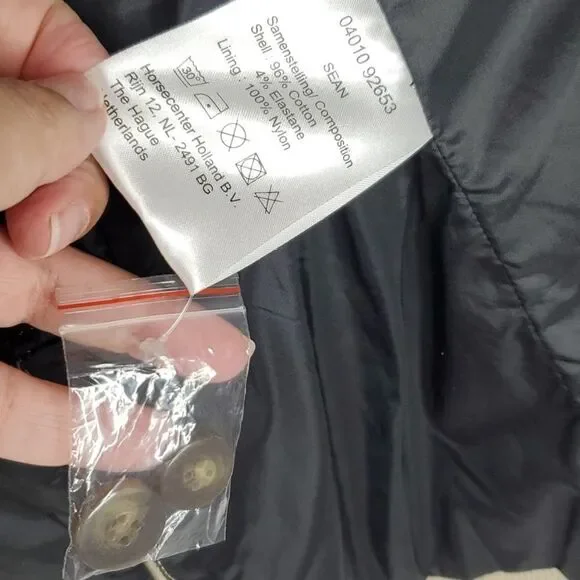 04010 92653
SEAN
Samenstelling/ Composition
Shell : 96% Cotton
4% Elastane
Lining : 100% Nylon
30°
Horsecenter Holland B.V.
Rijn 12, NL 2491 BG
The Hague
Netherlands